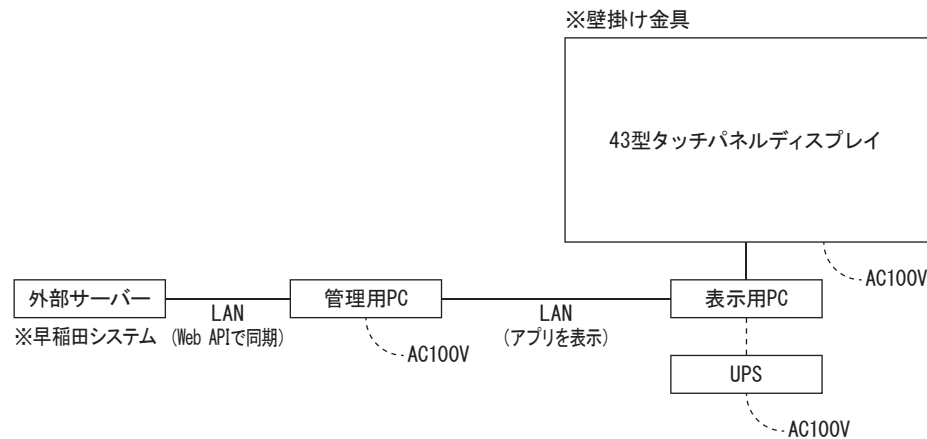 ※壁掛け金具
43型タッチパネルディスプレイ
AC100V
外部サーバー
LAN
管理用PC
LAN
表示用PC
※早稲田システム
(Web APIで同期)
(アプリを表示)
AC100V
UPS
AC100V